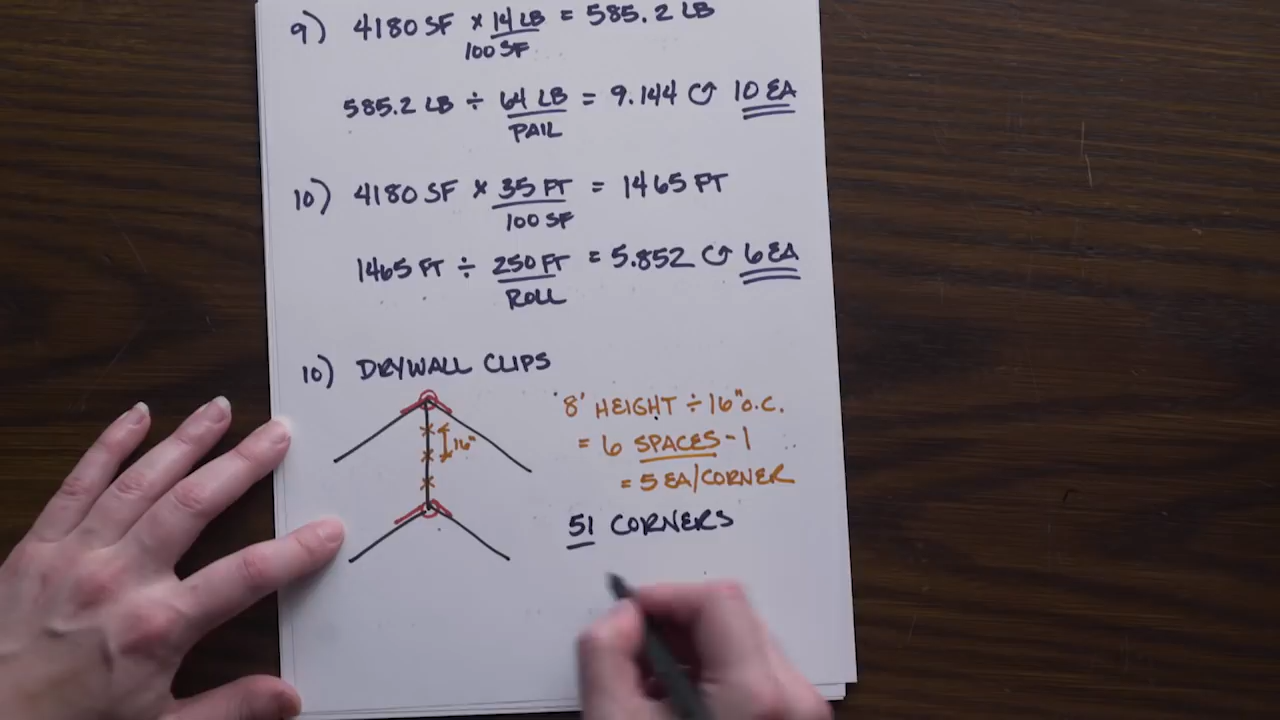 9) 4180 SF × 14 LB = 585.2 LB
100 SF
585.2 LB ÷ 64 LB = 9.144 10 EA
PAIL
10) 4180 SF × 35 FT = 1465 FT
100 SF
1465 FT ÷ 250 FT = 5.852 6 EA
ROLL
10) DRYWALL CLIPS
16"
8' HEIGHT ÷ 16" O.C.
= 6 SPACES - 1
= 5 EA/CORNER
51 CORNERS